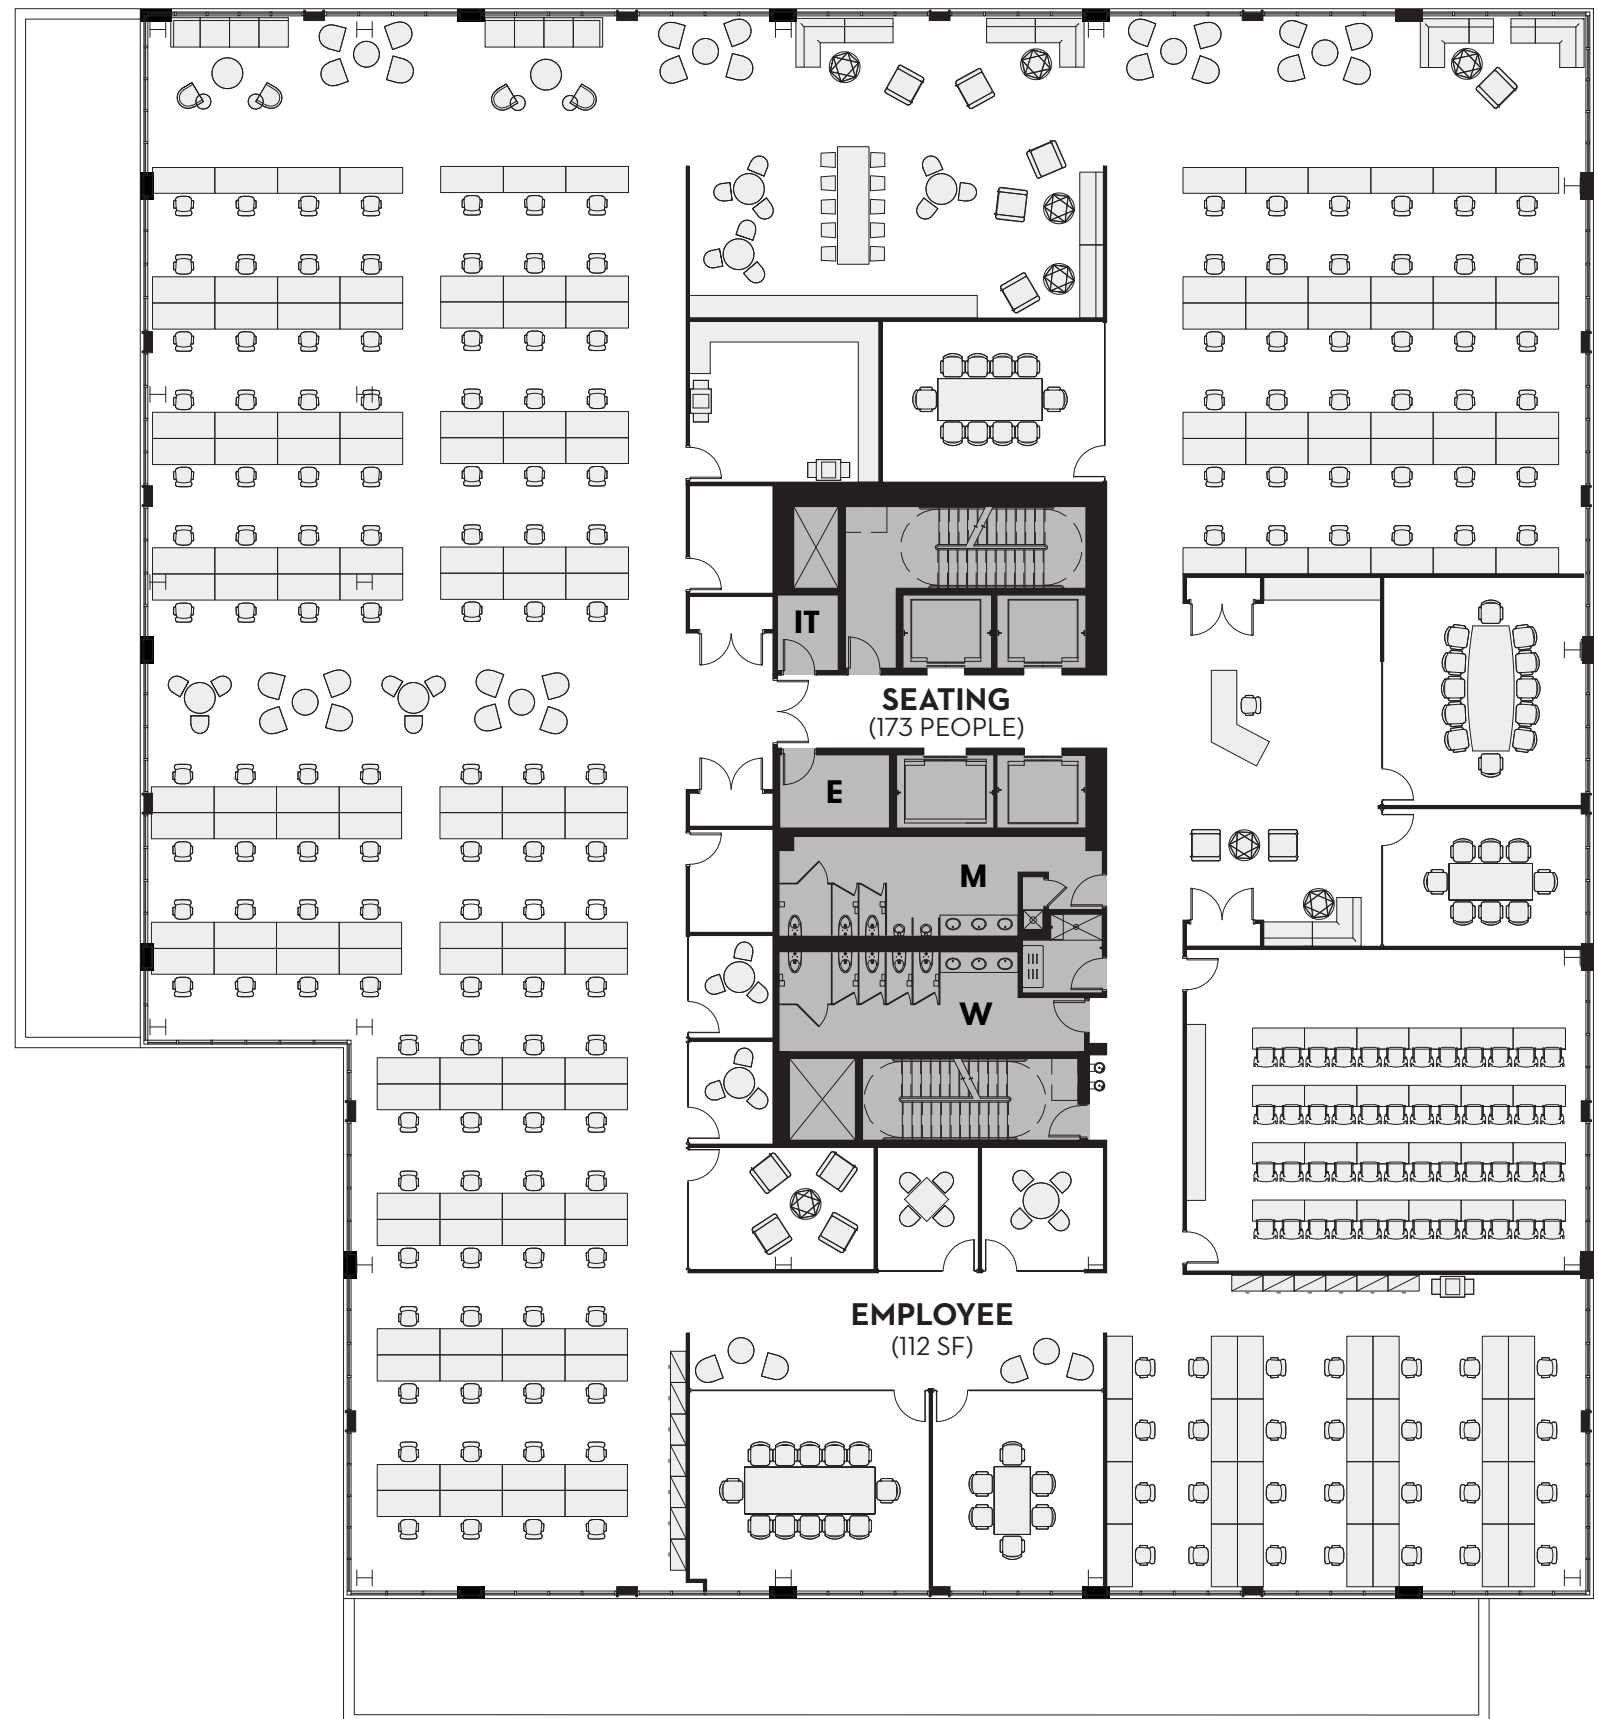 IT
SEATING
(173 PEOPLE)
E
M
W
EMPLOYEE
(112 SF)